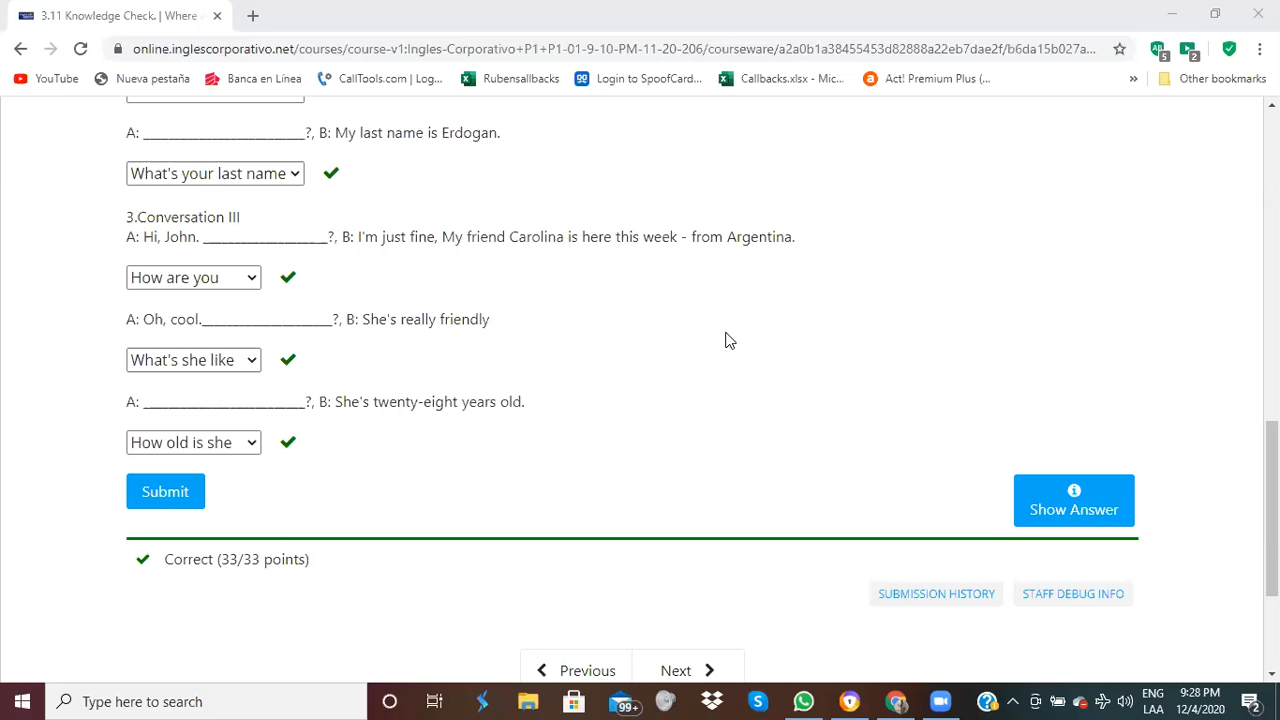 3.11 Knowledge Check. | Where
online.inglescorporativo.net/courses/course-v1:Ingles-Corporativo+P1+P1-01-9-10-PM-11-20-206/courseware/a2a0b1a38455453d82888a22eb7dae2f/b6da15b027a...
5
2
YouTube Nueva pestaña Banca en Línea CallTools.com | Log... Rubensallbacks Login to SpoofCard... Callbacks.xlsx - Mic... Act! Premium Plus (... » Other bookmarks
A: ________________________?, B: My last name is Erdogan.
What's your last name
3.Conversation III
A: Hi, John. ___________________?, B: I'm just fine, My friend Carolina is here this week - from Argentina.
How are you
A: Oh, cool.____________________?, B: She's really friendly
What's she like
A: ________________________?, B: She's twenty-eight years old.
How old is she
Submit
Show Answer
Correct (33/33 points)
SUBMISSION HISTORY STAFF DEBUG INFO
Previous Next
Type here to search
99+
ENG
LAA
9:28 PM
12/4/2020
2